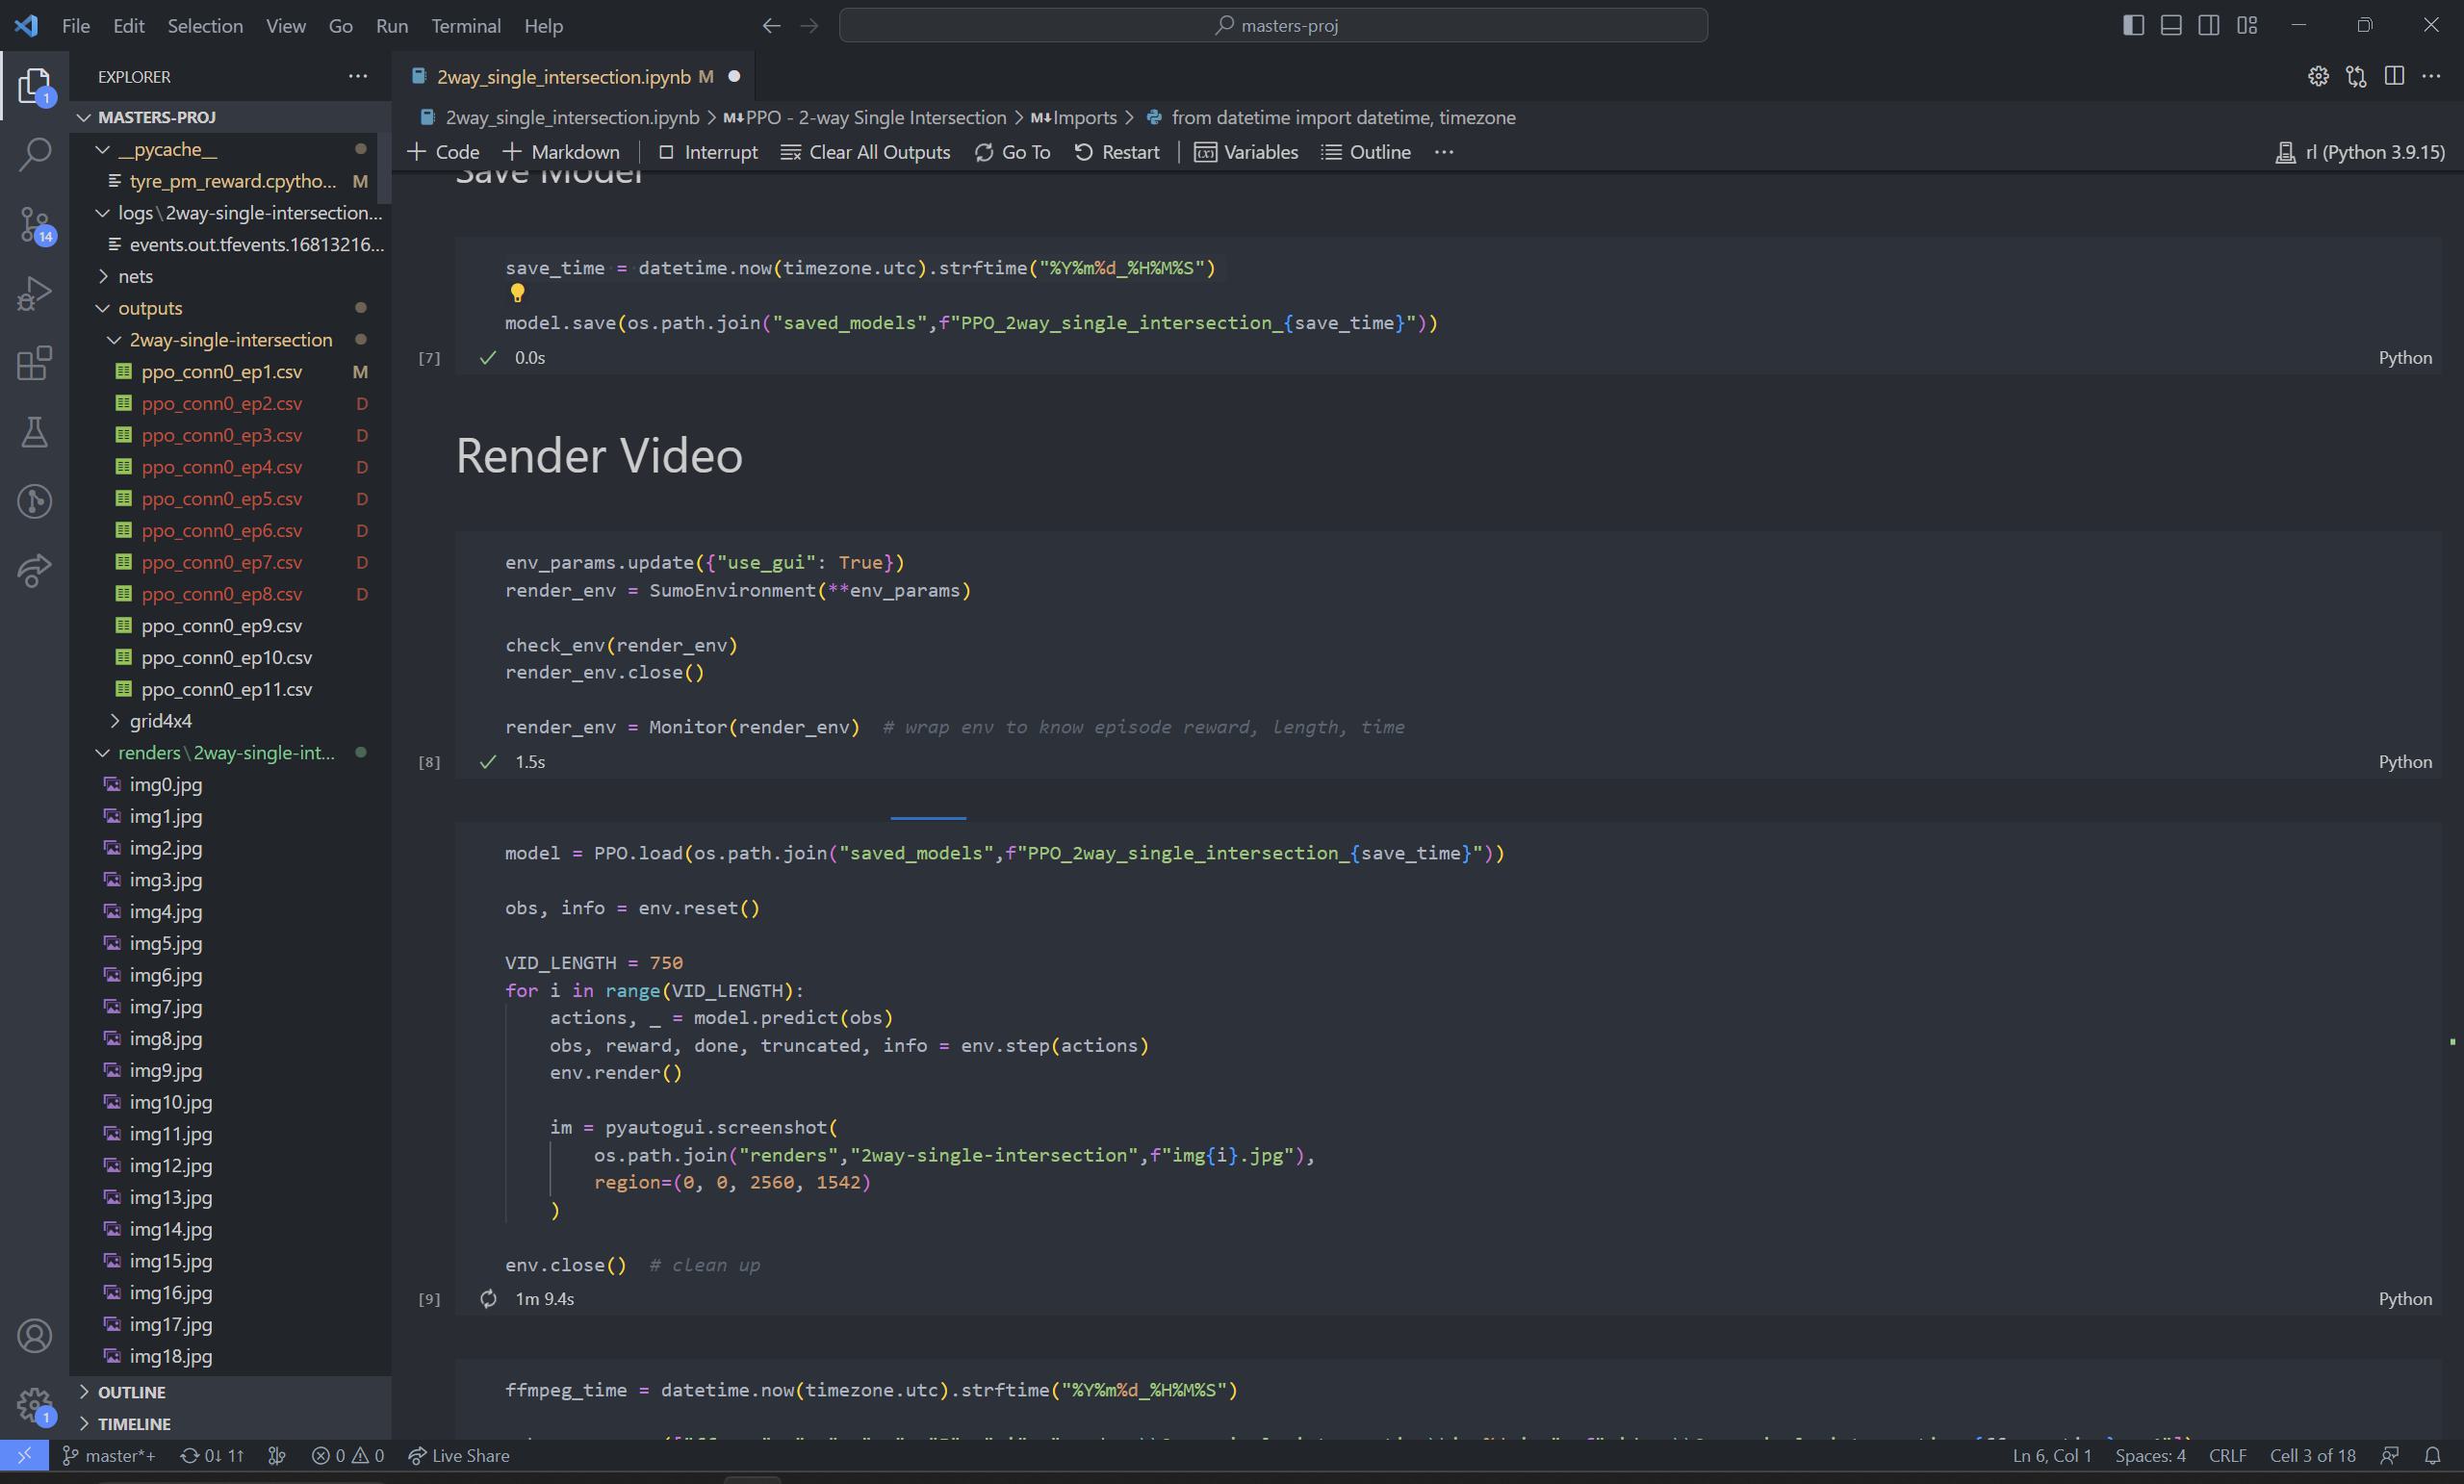 File Edit Selection View Go Run Terminal Help
masters-proj
EXPLORER
2way_single_intersection.ipynb M
MASTERS-PROJ
2way_single_intersection.ipynb > M↓PPO - 2-way Single Intersection > M↓Imports > from datetime import datetime, timezone
Code Markdown Interrupt Clear All Outputs Go To Restart Variables Outline ... rl (Python 3.9.15)
__pycache__
tyre_pm_reward.cpytho... M
logs\2way-single-intersection...
events.out.tfevents.16813216...
nets
outputs
2way-single-intersection
ppo_conn0_ep1.csv M
ppo_conn0_ep2.csv D
ppo_conn0_ep3.csv D
ppo_conn0_ep4.csv D
ppo_conn0_ep5.csv D
ppo_conn0_ep6.csv D
ppo_conn0_ep7.csv D
ppo_conn0_ep8.csv D
ppo_conn0_ep9.csv
ppo_conn0_ep10.csv
ppo_conn0_ep11.csv
grid4x4
renders\2way-single-int...
img0.jpg
img1.jpg
img2.jpg
img3.jpg
img4.jpg
img5.jpg
img6.jpg
img7.jpg
img8.jpg
img9.jpg
img10.jpg
img11.jpg
img12.jpg
img13.jpg
img14.jpg
img15.jpg
img16.jpg
img17.jpg
img18.jpg
OUTLINE
TIMELINE
1
14
1
Save Model
save_time = datetime.now(timezone.utc).strftime("%Y%m%d_%H%M%S")
model.save(os.path.join("saved_models",f"PPO_2way_single_intersection_{save_time}"))
[7] 0.0s Python
Render Video
env_params.update({"use_gui": True})
render_env = SumoEnvironment(**env_params)
check_env(render_env)
render_env.close()
render_env = Monitor(render_env) # wrap env to know episode reward, length, time
[8] 1.5s Python
model = PPO.load(os.path.join("saved_models",f"PPO_2way_single_intersection_{save_time}"))
obs, info = env.reset()
VID_LENGTH = 750
for i in range(VID_LENGTH):
actions, _ = model.predict(obs)
obs, reward, done, truncated, info = env.step(actions)
env.render()
im = pyautogui.screenshot(
os.path.join("renders","2way-single-intersection",f"img{i}.jpg"),
region=(0, 0, 2560, 1542)
)
env.close() # clean up
[9] 1m 9.4s Python
ffmpeg_time = datetime.now(timezone.utc).strftime("%Y%m%d_%H%M%S")
master*+ 0↓ 1↑ 0 0 Live Share Ln 6, Col 1 Spaces: 4 CRLF Cell 3 of 18